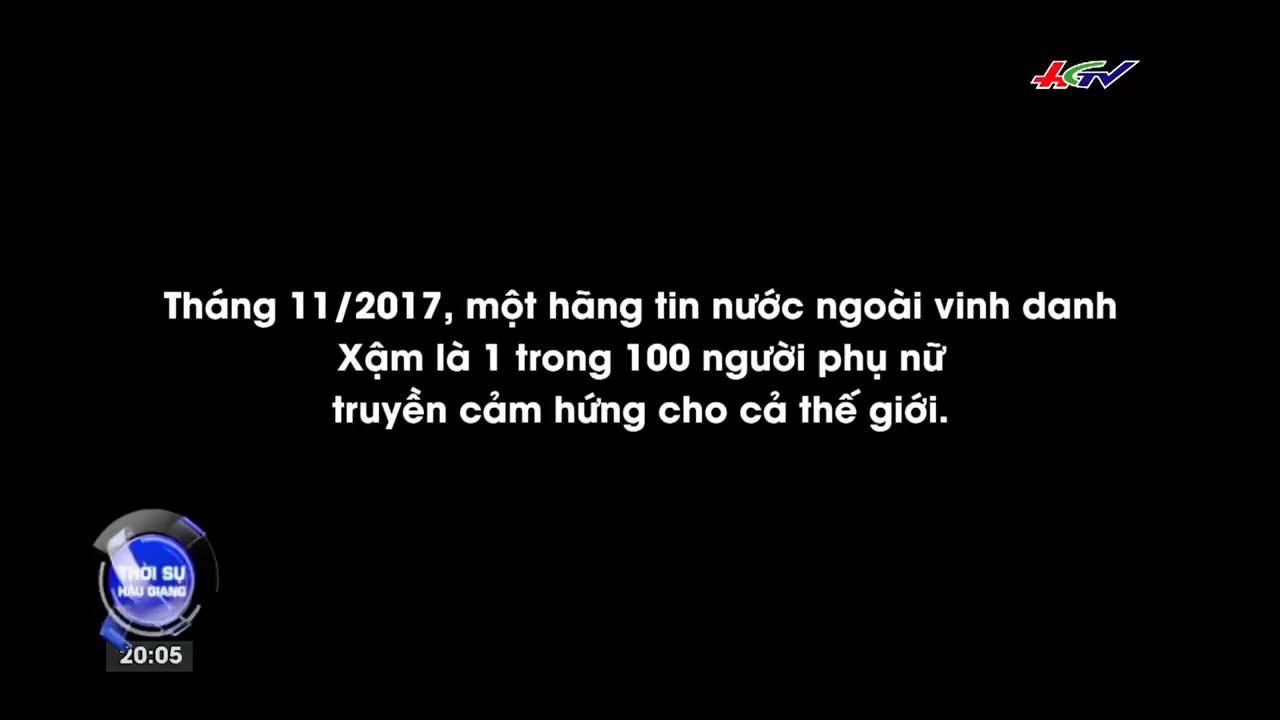 HGTV
Tháng 11/2017, một hãng tin nước ngoài vinh danh
Xậm là 1 trong 100 người phụ nữ
truyền cảm hứng cho cả thế giới.
THỜI SỰ
HẬU GIANG
20:05